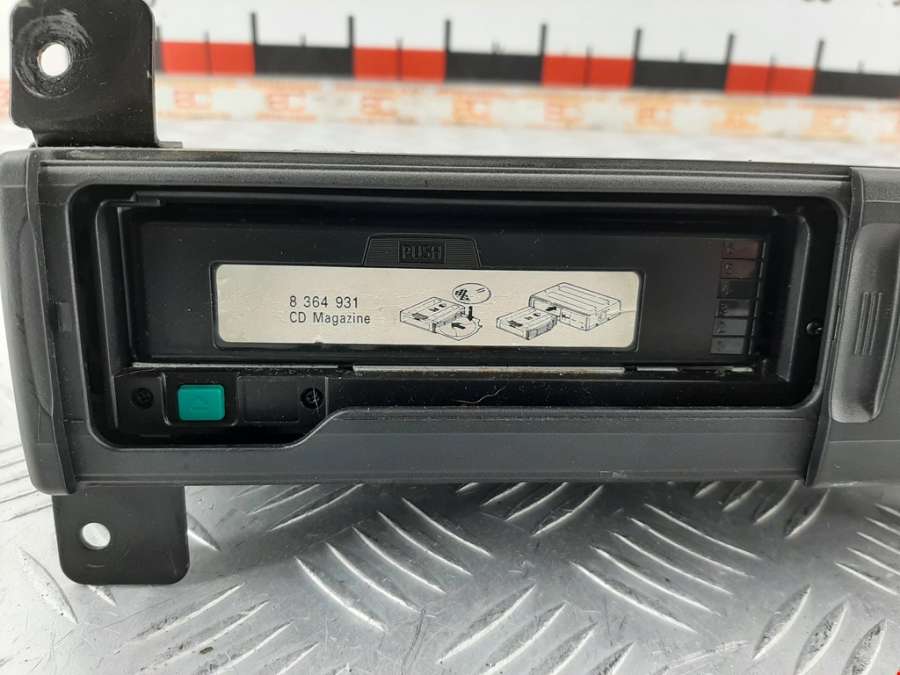 PUSH
8 364 931
CD Magazine